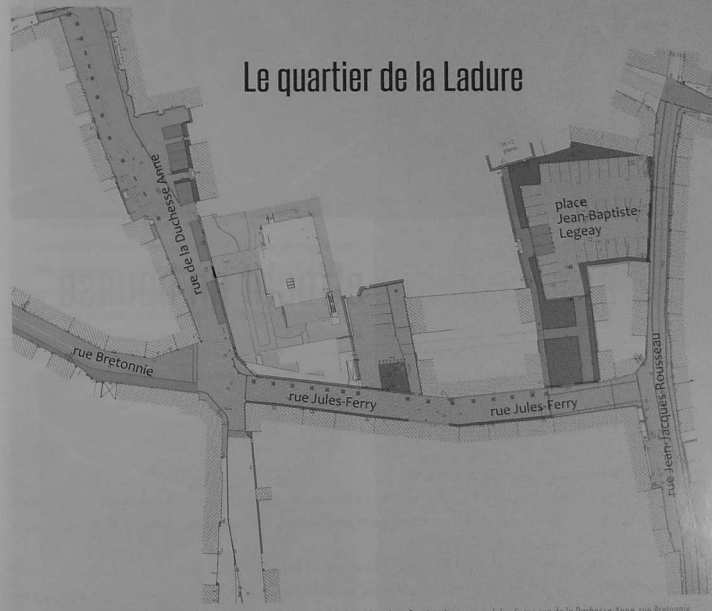 Le quartier de la Ladure
rue de la Duchesse Anne
place
Jean-Baptiste-
Legeay
rue Bretonnie
rue Jules-Ferry
rue Jules-Ferry
rue Jean-Jacques-Rousseau